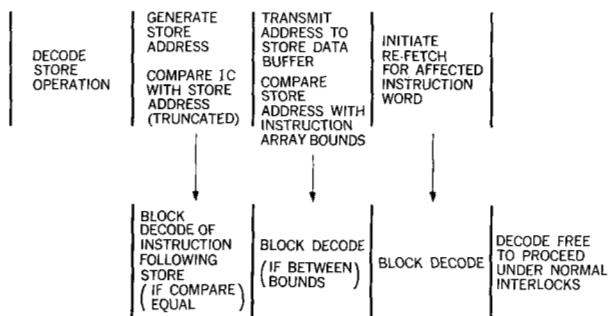 DECODE
STORE
OPERATION
GENERATE
STORE
ADDRESS
COMPARE IC
WITH STORE
ADDRESS
(TRUNCATED)
TRANSMIT
ADDRESS TO
STORE DATA
BUFFER
COMPARE
STORE
ADDRESS WITH
INSTRUCTION
ARRAY BOUNDS
INITIATE
RE-FETCH
FOR AFFECTED
INSTRUCTION
WORD
BLOCK
DECODE OF
INSTRUCTION
FOLLOWING
STORE
(IF COMPARE)
EQUAL
BLOCK DECODE
(IF BETWEEN)
BOUNDS
BLOCK DECODE
DECODE FREE
TO PROCEED
UNDER NORMAL
INTERLOCKS